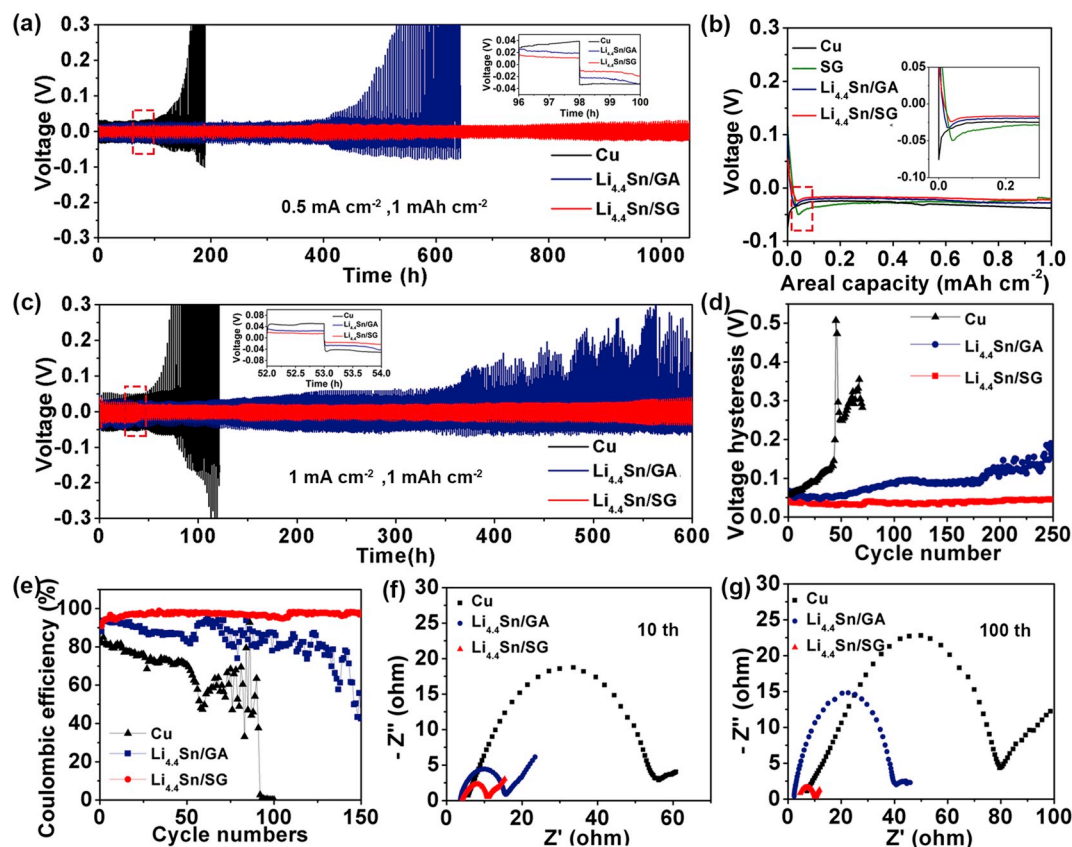 (a)
0.3
0.2
0.1
0.0
-0.1
-0.2
-0.3
Voltage (V)
0
200
400
600
800
1000
Time (h)
0.5 mA cm-2 ,1 mAh cm-2
Cu
Li4.4Sn/GA
Li4.4Sn/SG
0.04
0.02
0.00
-0.02
-0.04
Voltage (V)
96
97
98
99
100
Time (h)
Cu
Li4.4Sn/GA
Li4.4Sn/SG
(b)
0.3
0.2
0.1
-0.0
-0.1
Voltage (V)
0.0
0.2
0.4
0.6
0.8
1.0
Areal capacity (mAh cm-2)
Cu
SG
Li4.4Sn/GA
Li4.4Sn/SG
0.05
0.00
-0.05
-0.10
0.0
0.2
(c)
0.3
0.2
0.1
0.0
-0.1
-0.2
-0.3
Voltage (V)
0
100
200
300
400
500
600
Time(h)
1 mA cm-2 ,1 mAh cm-2
Cu
Li4.4Sn/GA
Li4.4Sn/SG
0.08
0.04
0.00
-0.04
-0.08
Voltage (V)
52.0
52.5
53.0
53.5
54.0
Time (h)
Cu
Li4.4Sn/GA
Li4.4Sn/SG
(d)
0.5
0.4
0.3
0.2
0.1
0.0
Voltage hysteresis (V)
0
50
100
150
200
250
Cycle number
Cu
Li4.4Sn/GA
Li4.4Sn/SG
(e)
100
80
60
40
20
0
Coulombic efficiency (%)
0
50
100
150
Cycle numbers
Cu
Li4.4Sn/GA
Li4.4Sn/SG
(f)
30
25
20
15
10
5
0
- Z'' (ohm)
0
20
40
60
Z' (ohm)
Cu
Li4.4Sn/GA
Li4.4Sn/SG
10 th
(g)
30
25
20
15
10
5
0
- Z'' (ohm)
0
20
40
60
80
100
Z' (ohm)
Cu
Li4.4Sn/GA
Li4.4Sn/SG
100 th